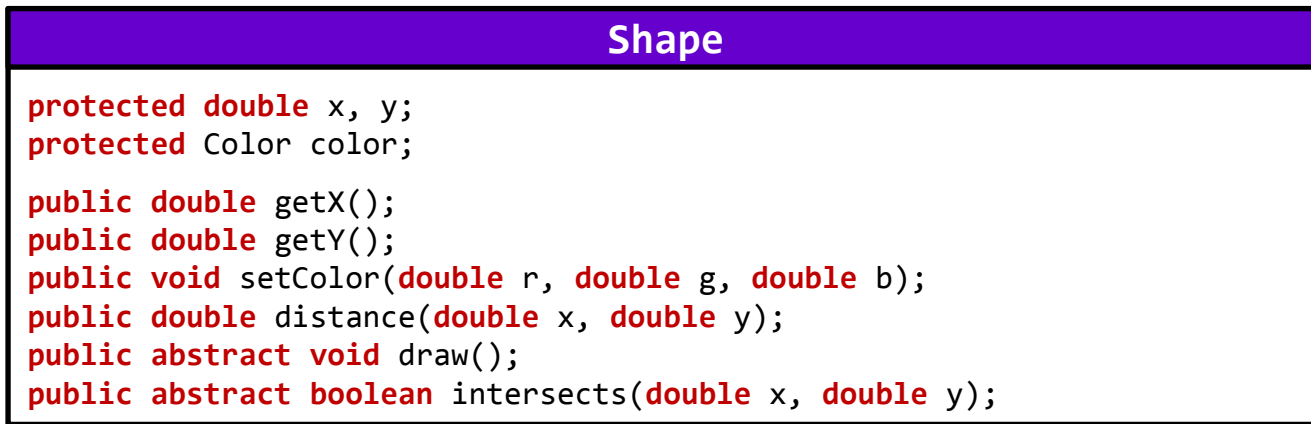 Shape
protected double x, y;
protected Color color;
public double getX();
public double getY();
public void setColor(double r, double g, double b);
public double distance(double x, double y);
public abstract void draw();
public abstract boolean intersects(double x, double y);